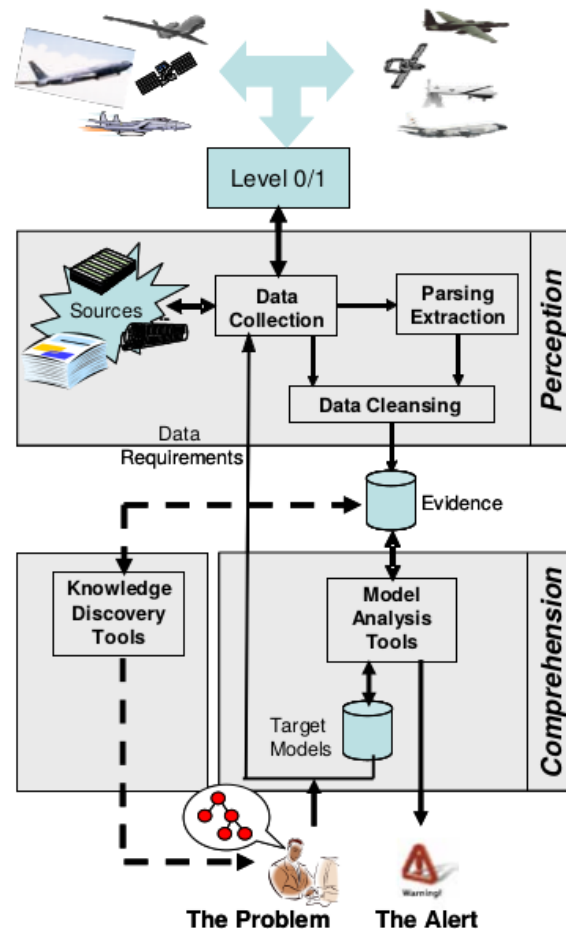 Level 0/1
Sources
Data
Collection
Parsing
Extraction
Perception
Data Cleansing
Data
Requirements
Evidence
Knowledge
Discovery
Tools
Model
Analysis
Tools
Comprehension
Target
Models
Warning!
The Problem
The Alert